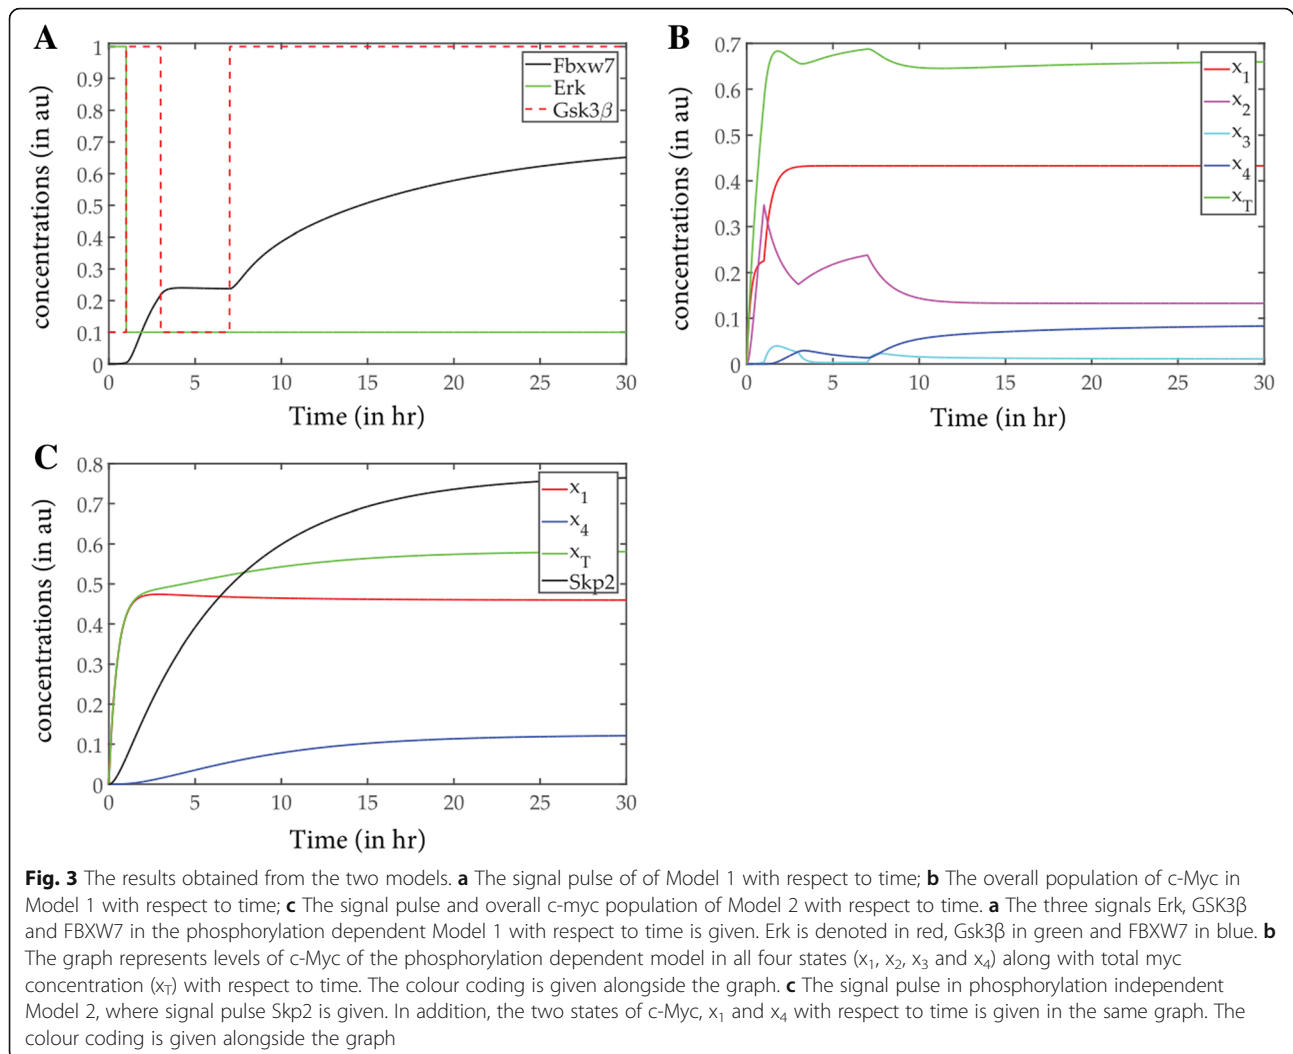 A
1
0.9
0.8
0.7
0.6
0.5
0.4
0.3
0.2
0.1
0
concentrations (in au)
Fbxw7
Erk
Gsk3β
0 5 10 15 20 25 30
Time (in hr)
B
0.7
0.6
0.5
0.4
0.3
0.2
0.1
0
concentrations (in au)
x1
x2
x3
x4
xT
0 5 10 15 20 25 30
Time (in hr)
C
0.8
0.7
0.6
0.5
0.4
0.3
0.2
0.1
0
concentrations (in au)
x1
x4
xT
Skp2
0 5 10 15 20 25 30
Time (in hr)
Fig. 3 The results obtained from the two models. a The signal pulse of of Model 1 with respect to time; b The overall population of c-Myc in
Model 1 with respect to time; c The signal pulse and overall c-myc population of Model 2 with respect to time. a The three signals Erk, GSK3β
and FBXW7 in the phosphorylation dependent Model 1 with respect to time is given. Erk is denoted in red, Gsk3β in green and FBXW7 in blue. b
The graph represents levels of c-Myc of the phosphorylation dependent model in all four states (x1, x2, x3 and x4) along with total myc
concentration (xT) with respect to time. The colour coding is given alongside the graph. c The signal pulse in phosphorylation independent
Model 2, where signal pulse Skp2 is given. In addition, the two states of c-Myc, x1 and x4 with respect to time is given in the same graph. The
colour coding is given alongside the graph